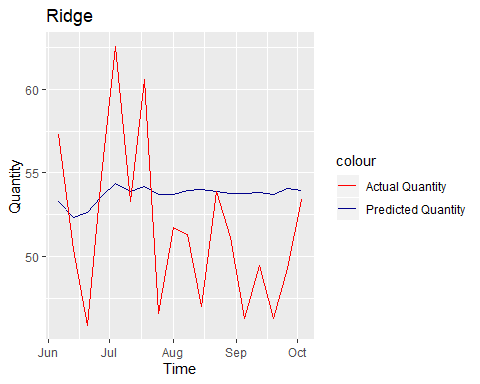 Ridge
60
55
50
Quantity
Jun
Jul
Aug
Sep
Oct
Time
colour
Actual Quantity
Predicted Quantity